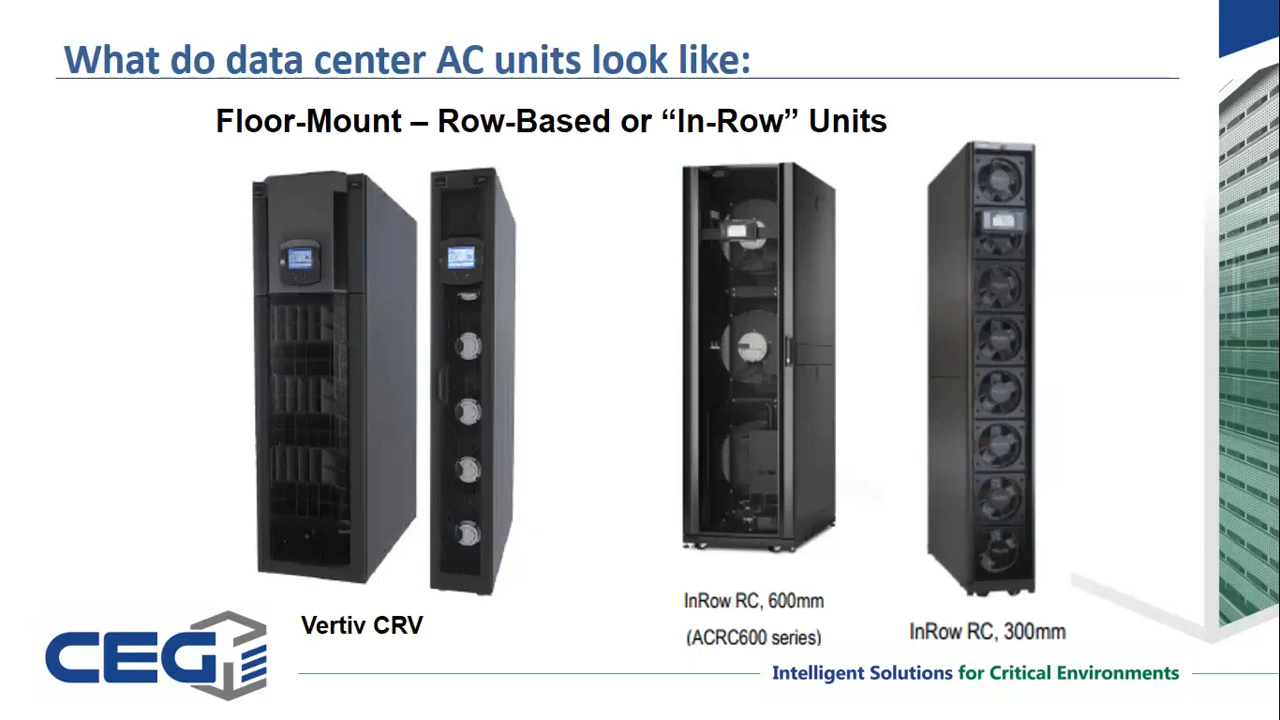 What do data center AC units look like:
Floor-Mount – Row-Based or “In-Row” Units
Vertiv CRV
InRow RC, 600mm
(ACRC600 series)
InRow RC, 300mm
CEG
Intelligent Solutions for Critical Environments